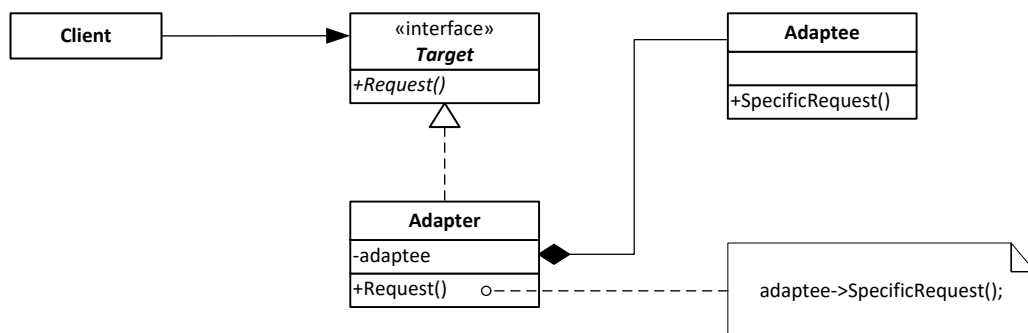 Client
«interface»
Target
+Request()
Adaptee
+SpecificRequest()
Adapter
-adaptee
+Request()
adaptee->SpecificRequest();